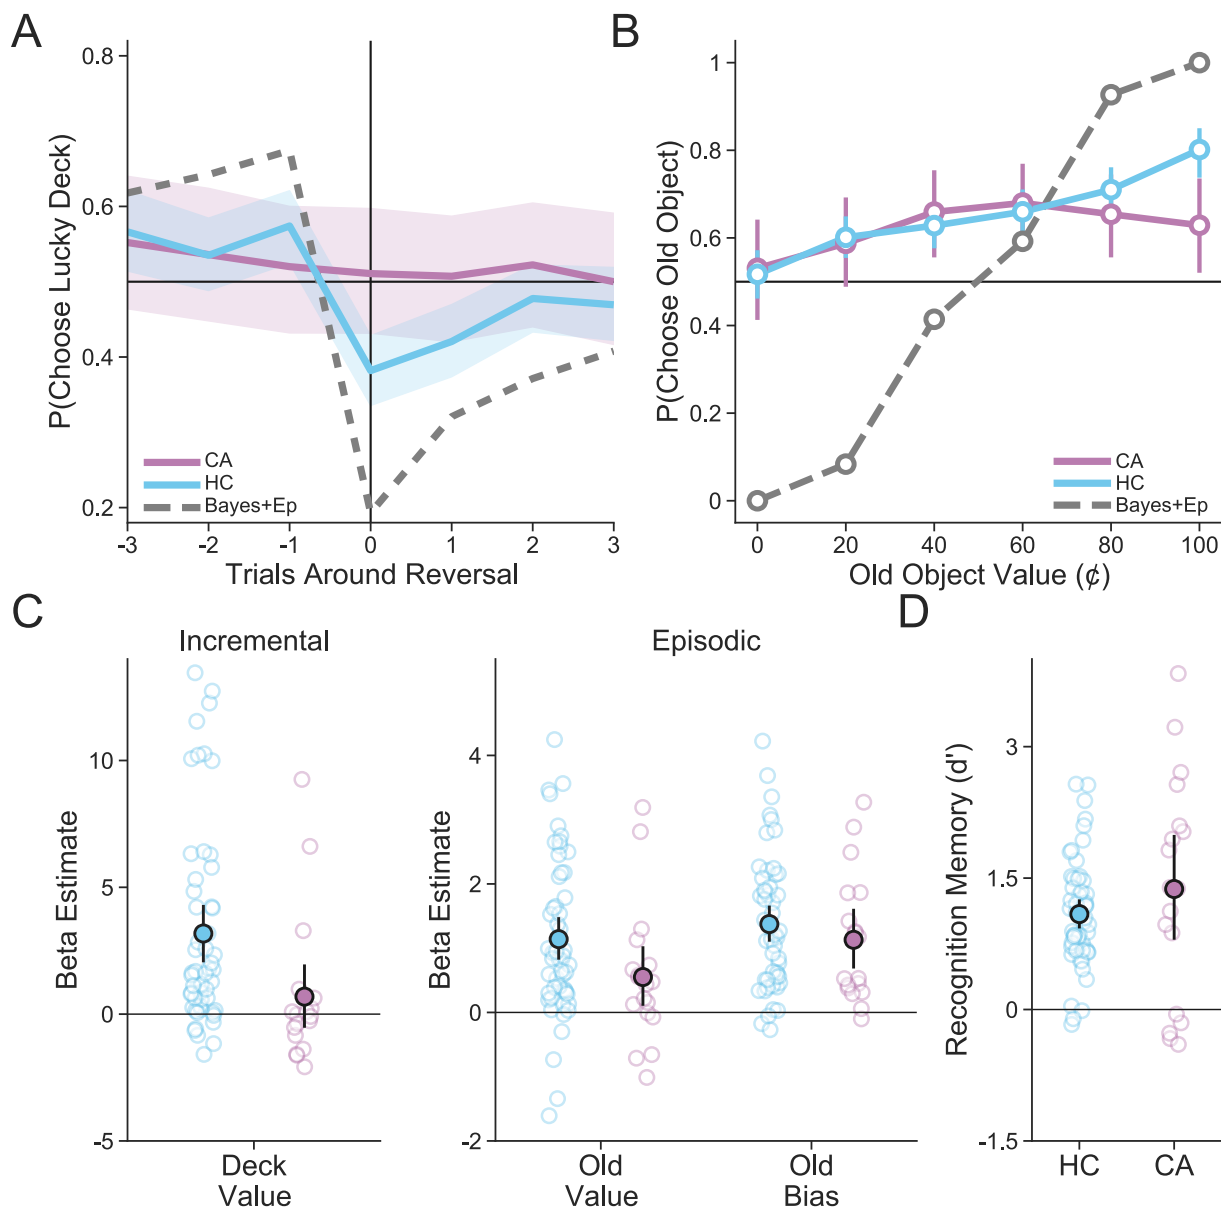 A
P(Choose Lucky Deck)
0.8
0.6
0.4
0.2
CA
HC
Bayes+Ep
-3 -2 -1 0 1 2 3
Trials Around Reversal
B
P(Choose Old Object)
1
0.8
0.6
0.4
0.2
0
CA
HC
Bayes+Ep
0 20 40 60 80 100
Old Object Value (¢)
C
Incremental
Beta Estimate
10
5
0
-5
Deck
Value
Episodic
Beta Estimate
4
2
0
-2
Old
Value
Old
Bias
D
Recognition Memory (d')
3
1.5
0
-1.5
HC CA